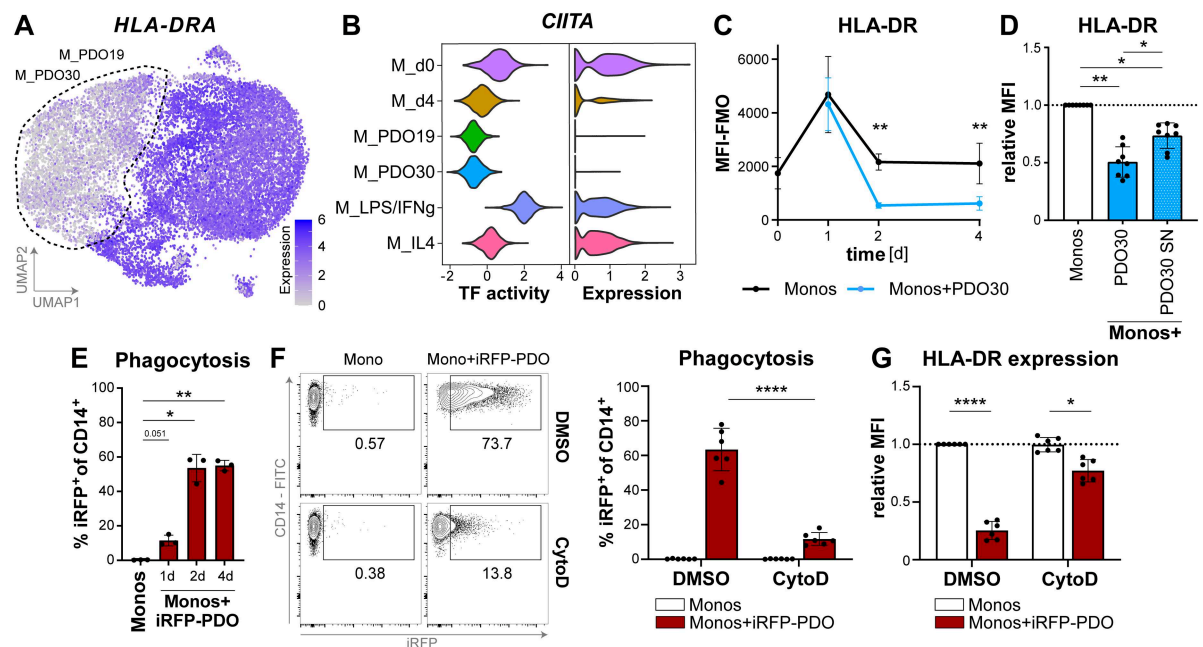 A
HLA-DRA
M_PDO19
M_PDO30
UMAP2
UMAP1
Expression
6
4
2
0
B
CIITA
M_d0
M_d4
M_PDO19
M_PDO30
M_LPS/IFNg
M_IL4
-2 0 2 4
0 1 2 3
TF activity
Expression
C
HLA-DR
MFI-FMO
6000
4000
2000
0
**
**
0 1 2 4
time [d]
Monos
Monos+PDO30
D
HLA-DR
relative MFI
1.5
1.0
0.5
0.0
*
*
**
Monos
PDO30
PDO30 SN
Monos+
E
Phagocytosis
% iRFP+ of CD14+
100
80
60
40
20
0
**
*
0.051
Monos
1d 2d 4d
Monos+
iRFP-PDO
F
Mono
Mono+iRFP-PDO
0.57
73.7
DMSO
0.38
13.8
CytoD
CD14 - FITC
iRFP
Phagocytosis
% iRFP+ of CD14+
100
80
60
40
20
0
****
DMSO CytoD
Monos
Monos+iRFP-PDO
G
HLA-DR expression
relative MFI
1.5
1.0
0.5
0
****
*
DMSO CytoD
Monos
Monos+iRFP-PDO